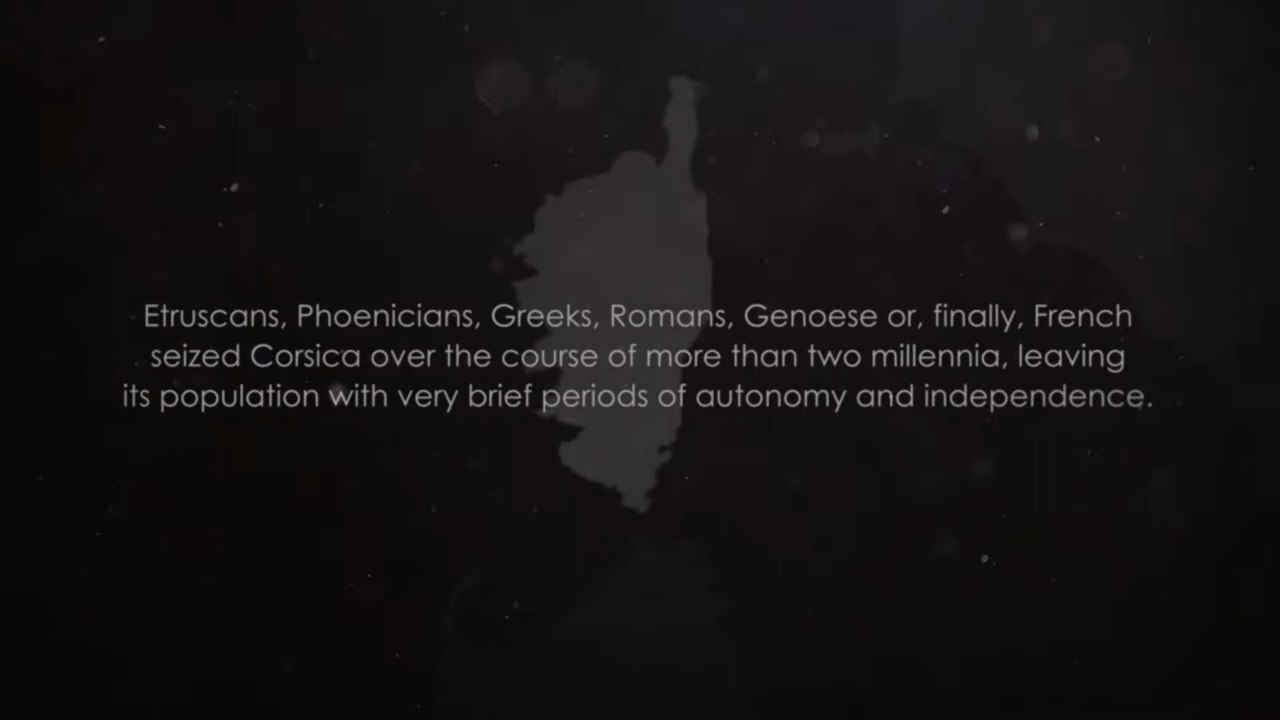 Etruscans, Phoenicians, Greeks, Romans, Genoese or, finally, French
seized Corsica over the course of more than two millennia, leaving
its population with very brief periods of autonomy and independence.